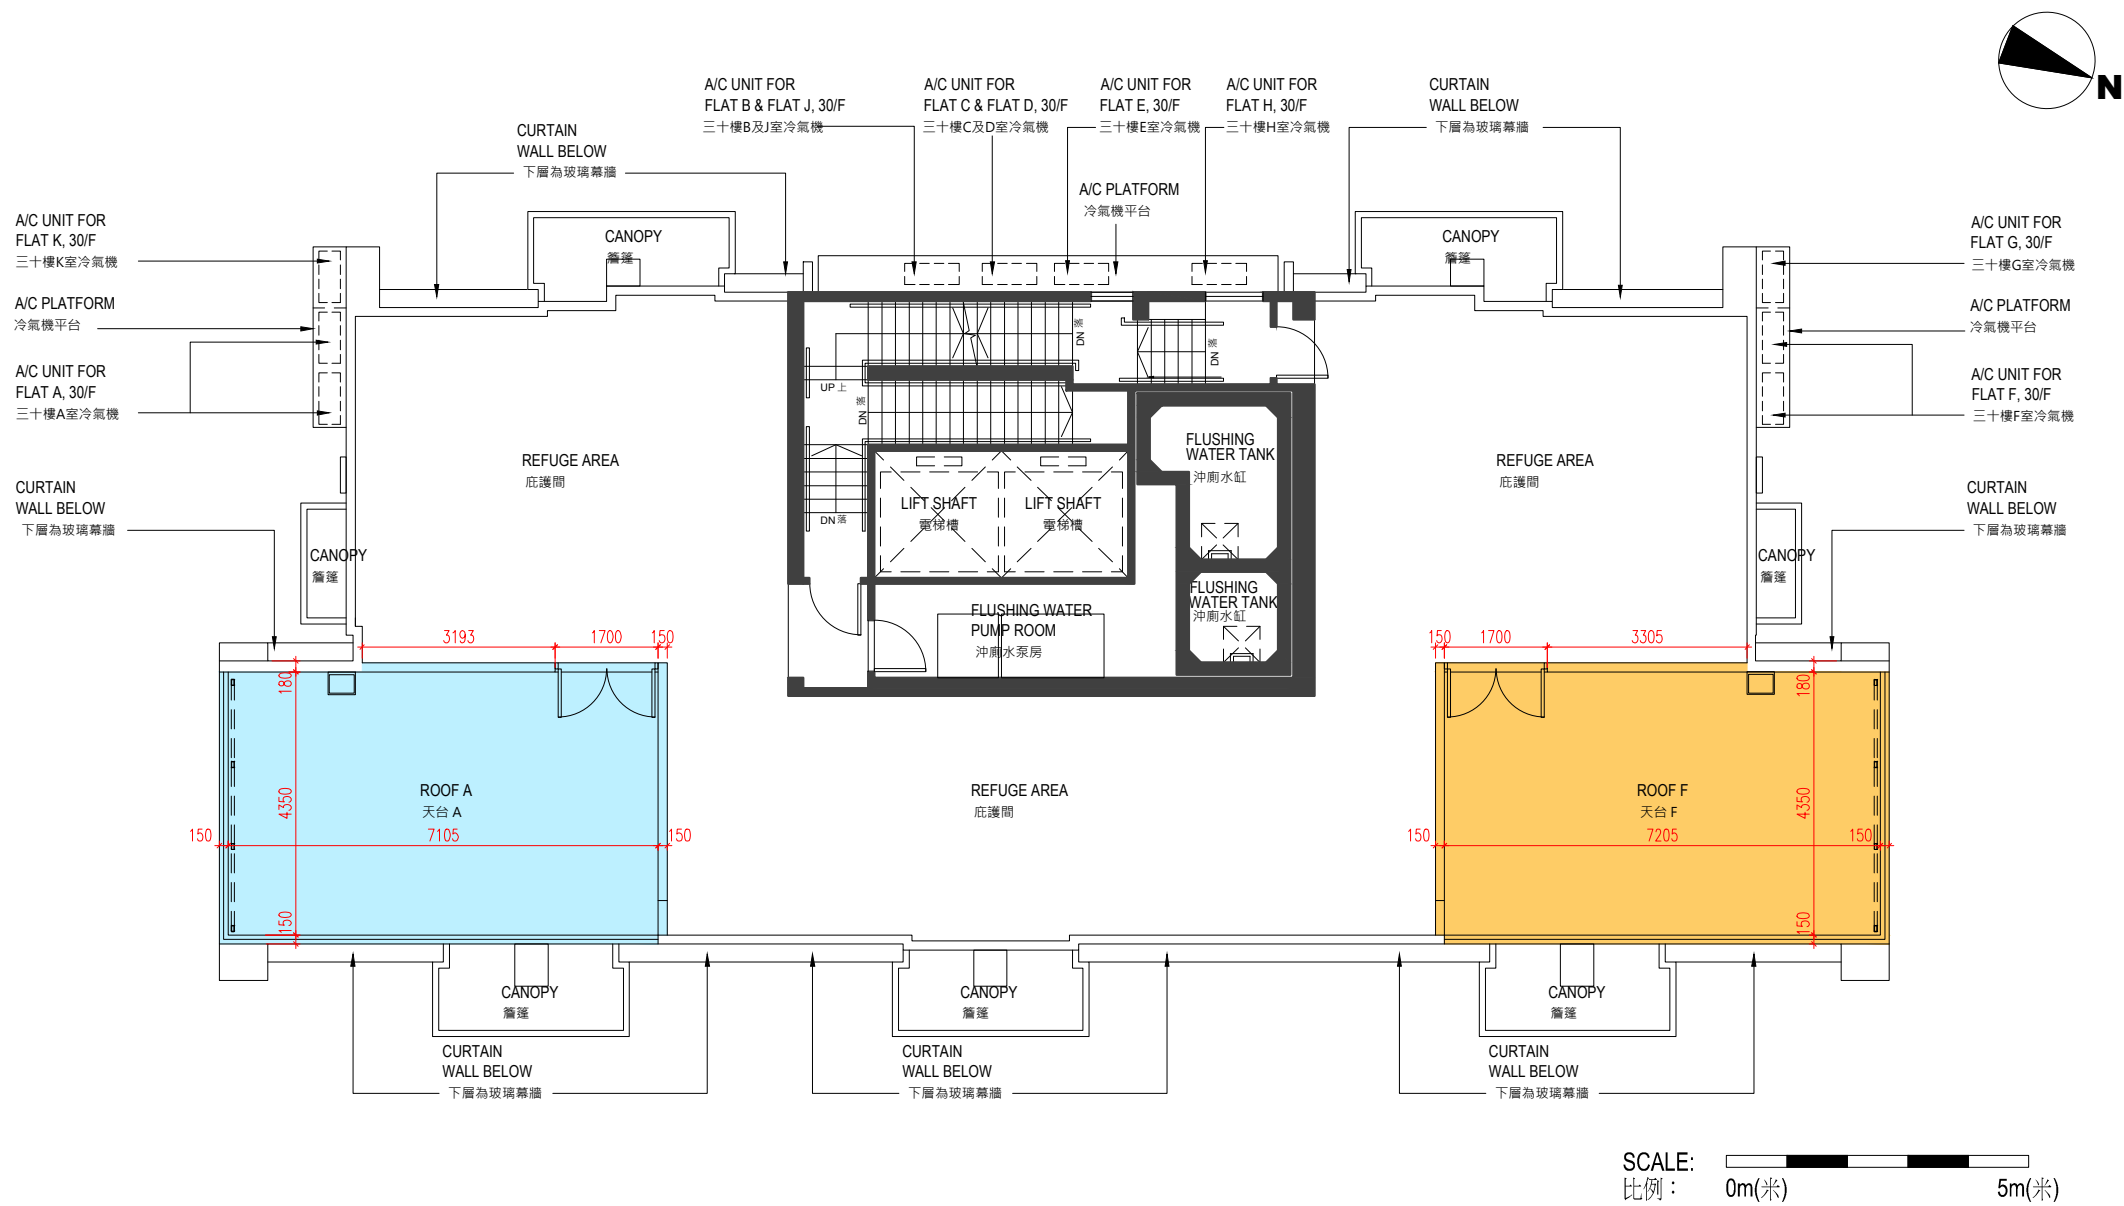 N
A/C UNIT FOR
FLAT B & FLAT J, 30/F
三十樓B及J室冷氣機
A/C UNIT FOR
FLAT C & FLAT D, 30/F
三十樓C及D室冷氣機
A/C UNIT FOR
FLAT E, 30/F
三十樓E室冷氣機
A/C UNIT FOR
FLAT H, 30/F
三十樓H室冷氣機
CURTAIN
WALL BELOW
下層為玻璃幕牆
CURTAIN
WALL BELOW
下層為玻璃幕牆
A/C PLATFORM
冷氣機平台
A/C UNIT FOR
FLAT K, 30/F
三十樓K室冷氣機
CANOPY
簷篷
CANOPY
簷篷
A/C UNIT FOR
FLAT G, 30/F
三十樓G室冷氣機
A/C PLATFORM
冷氣機平台
A/C PLATFORM
冷氣機平台
A/C UNIT FOR
FLAT A, 30/F
三十樓A室冷氣機
A/C UNIT FOR
FLAT F, 30/F
三十樓F室冷氣機
DN 落
DN 落
UP 上
DN 落
DN 落
REFUGE AREA
庇護間
FLUSHING
WATER TANK
沖廁水缸
REFUGE AREA
庇護間
CURTAIN
WALL BELOW
下層為玻璃幕牆
LIFT SHAFT
電梯槽
LIFT SHAFT
電梯槽
CURTAIN
WALL BELOW
下層為玻璃幕牆
CANOPY
簷篷
CANOPY
簷篷
FLUSHING
WATER TANK
沖廁水缸
FLUSHING WATER
PUMP ROOM
沖廁水泵房
3193
1700
150
150
1700
3305
180
180
ROOF A
天台 A
REFUGE AREA
庇護間
ROOF F
天台 F
4350
4350
150
7105
150
150
7205
150
150
150
CANOPY
簷篷
CANOPY
簷篷
CANOPY
簷篷
CURTAIN
WALL BELOW
下層為玻璃幕牆
CURTAIN
WALL BELOW
下層為玻璃幕牆
CURTAIN
WALL BELOW
下層為玻璃幕牆
SCALE:
比例：
0m(米)
5m(米)